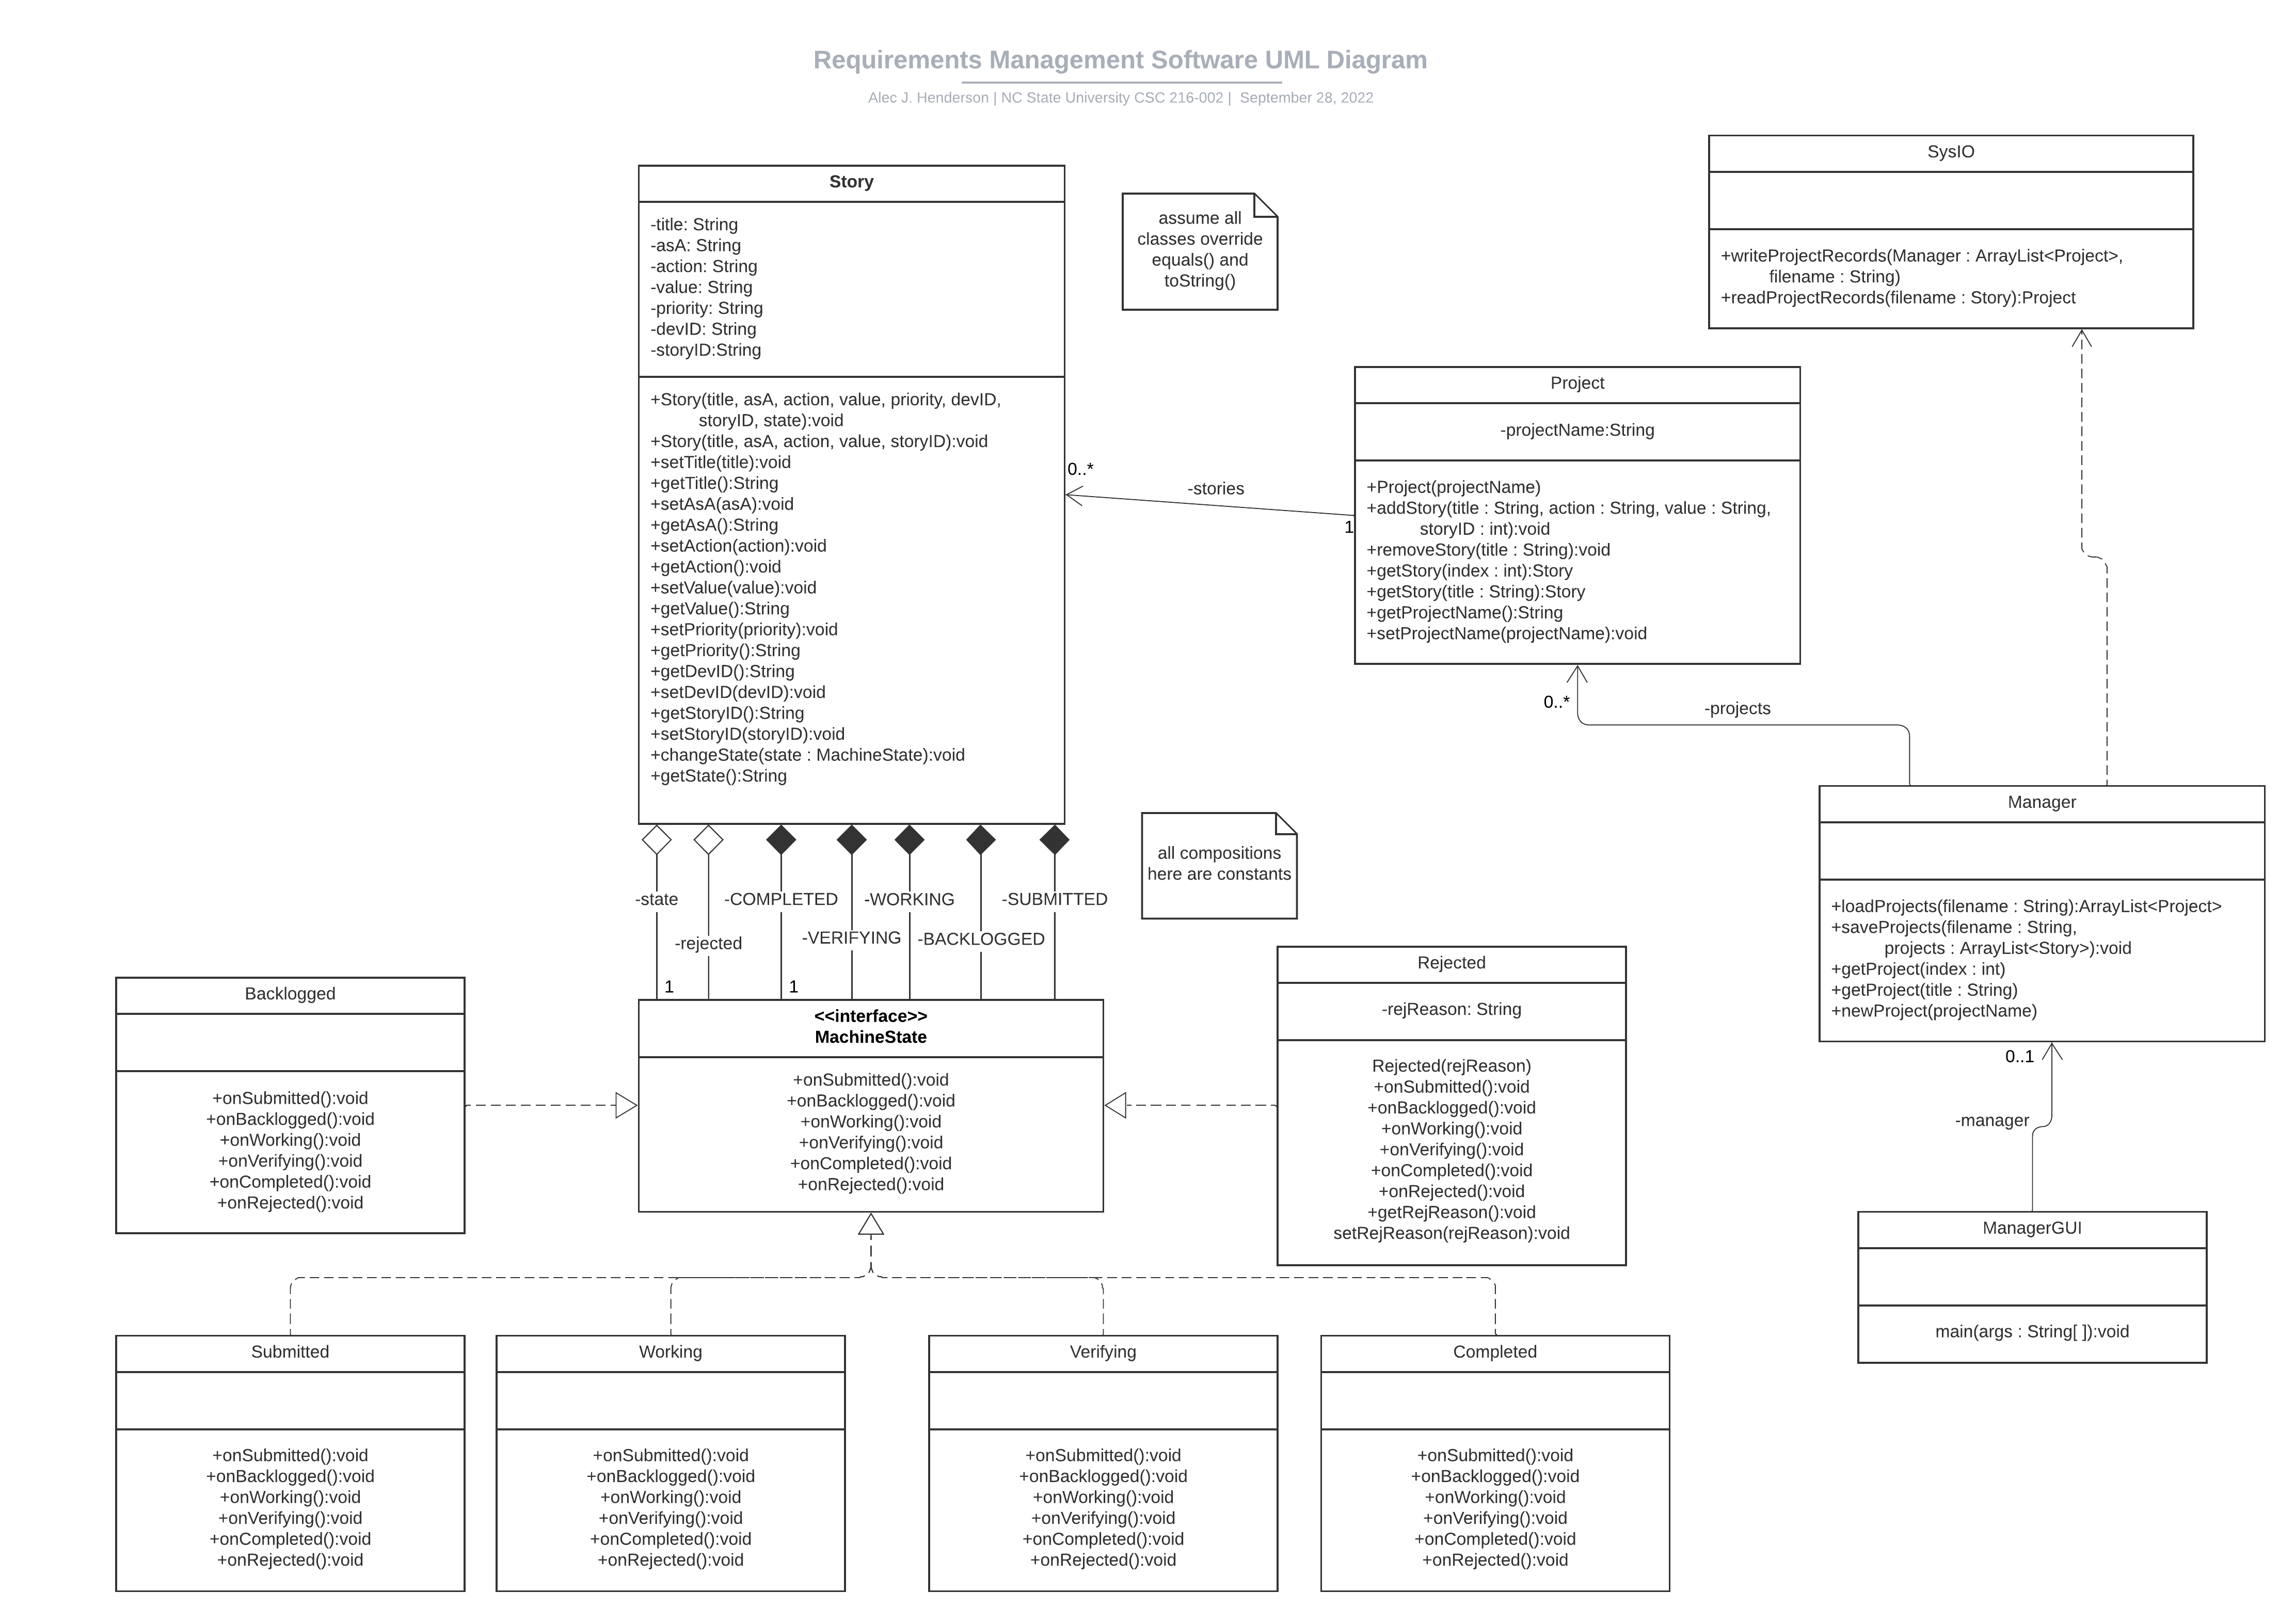 Requirements Management Software UML Diagram
Alec J. Henderson | NC State University CSC 216-002 |  September 28, 2022
SysIO
+writeProjectRecords(Manager : ArrayList<Project>,
filename : String)
+readProjectRecords(filename : Story):Project
Story
-title: String
-asA: String
-action: String
-value: String
-priority: String
-devID: String
-storyID:String
+Story(title, asA, action, value, priority, devID,
storyID, state):void
+Story(title, asA, action, value, storyID):void
+setTitle(title):void
+getTitle():String
+setAsA(asA):void
+getAsA():String
+setAction(action):void
+getAction():void
+setValue(value):void
+getValue():String
+setPriority(priority):void
+getPriority():String
+getDevID():String
+setDevID(devID):void
+getStoryID():String
+setStoryID(storyID):void
+changeState(state : MachineState):void
+getState():String
assume all
classes override
equals() and
toString()
0..*
-stories
1
Project
-projectName:String
+Project(projectName)
+addStory(title : String, action : String, value : String,
storyID : int):void
+removeStory(title : String):void
+getStory(index : int):Story
+getStory(title : String):Story
+getProjectName():String
+setProjectName(projectName):void
0..*
-projects
Manager
+loadProjects(filename : String):ArrayList<Project>
+saveProjects(filename : String,
projects : ArrayList<Story>):void
+getProject(index : int)
+getProject(title : String)
+newProject(projectName)
0..1
-manager
ManagerGUI
main(args : String[ ]):void
all compositions
here are constants
-state
-COMPLETED
-WORKING
-SUBMITTED
-rejected
-VERIFYING
-BACKLOGGED
1
1
<<interface>>
MachineState
+onSubmitted():void
+onBacklogged():void
+onWorking():void
+onVerifying():void
+onCompleted():void
+onRejected():void
Backlogged
+onSubmitted():void
+onBacklogged():void
+onWorking():void
+onVerifying():void
+onCompleted():void
+onRejected():void
Rejected
-rejReason: String
Rejected(rejReason)
+onSubmitted():void
+onBacklogged():void
+onWorking():void
+onVerifying():void
+onCompleted():void
+onRejected():void
+getRejReason():void
setRejReason(rejReason):void
Submitted
+onSubmitted():void
+onBacklogged():void
+onWorking():void
+onVerifying():void
+onCompleted():void
+onRejected():void
Working
+onSubmitted():void
+onBacklogged():void
+onWorking():void
+onVerifying():void
+onCompleted():void
+onRejected():void
Verifying
+onSubmitted():void
+onBacklogged():void
+onWorking():void
+onVerifying():void
+onCompleted():void
+onRejected():void
Completed
+onSubmitted():void
+onBacklogged():void
+onWorking():void
+onVerifying():void
+onCompleted():void
+onRejected():void